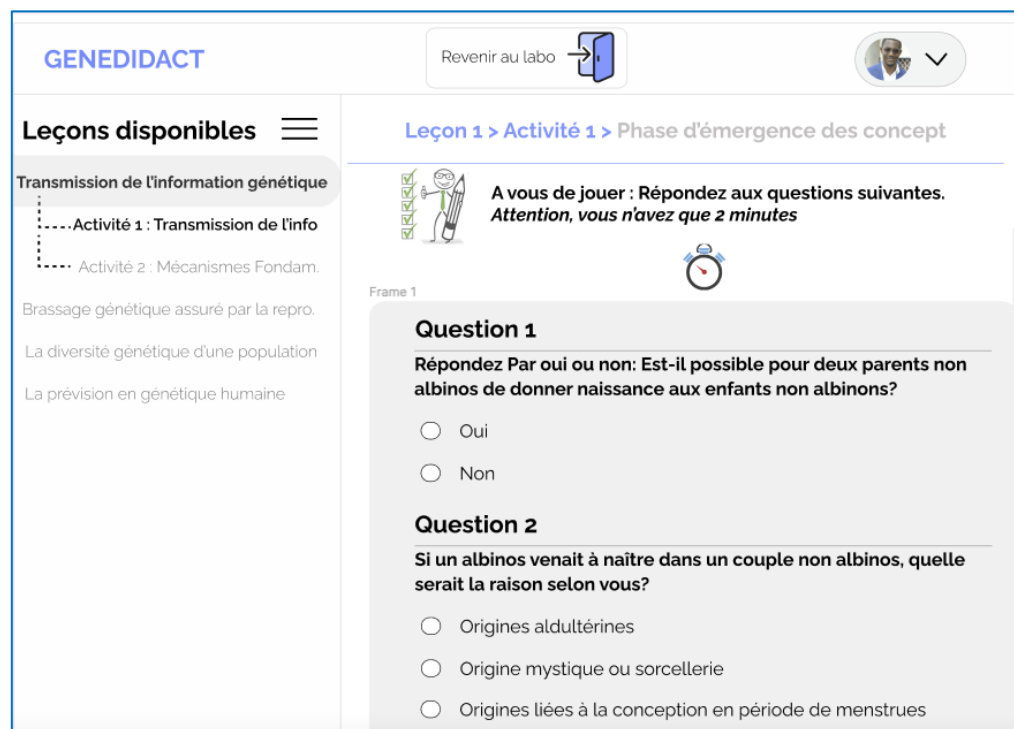 GENEDIDACT
Revenir au labo
Leçons disponibles
Transmission de l'information génétique
Activité 1 : Transmission de l'info
Activité 2 : Mécanismes Fondam.
Brassage génétique assuré par la repro.
La diversité génétique d'une population
La prévision en génétique humaine
Leçon 1 > Activité 1 > Phase d'émergence des concept
A vous de jouer : Répondez aux questions suivantes.
Attention, vous n'avez que 2 minutes
Frame 1
Question 1
Répondez Par oui ou non: Est-il possible pour deux parents non
albinos de donner naissance aux enfants non albinons?
Oui
Non
Question 2
Si un albinos venait à naître dans un couple non albinos, quelle
serait la raison selon vous?
Origines aldultérines
Origine mystique ou sorcellerie
Origines liées à la conception en période de menstrues